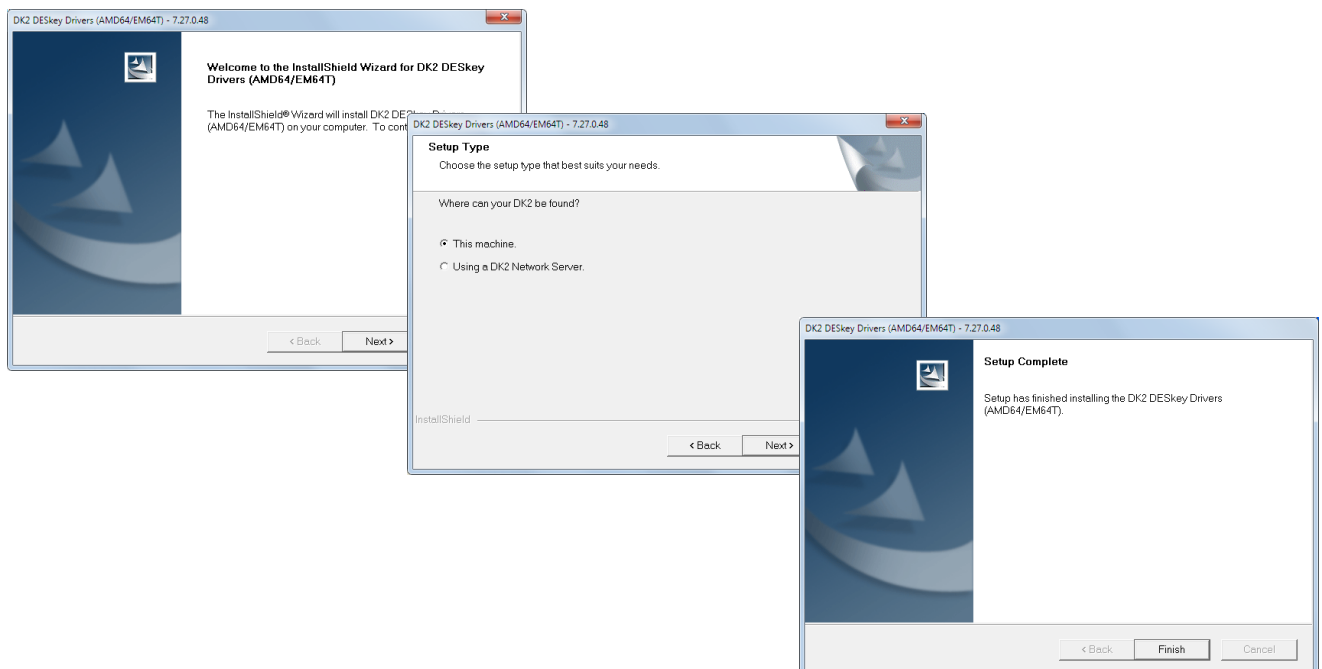 DK2 DESkey Drivers (AMD64/EM64T) - 7.27.0.48
Welcome to the InstallShield Wizard for DK2 DESkey
Drivers (AMD64/EM64T)
The InstallShield® Wizard will install DK2
(AMD64/EM64T) on your computer. To
< Back
Next >
DK2 DESkey Drivers (AMD64/EM64T) - 7.27.0.48
Setup Type
Choose the setup type that best suits your needs.
Where can your DK2 be found?
This machine.
Using a DK2 Network Server.
InstallShield
< Back
Next >
DK2 DESkey Drivers (AMD64/EM64T) - 7.27.0.48
Setup Complete
Setup has finished installing the DK2 DESkey Drivers
(AMD64/EM64T).
< Back
Finish
Cancel